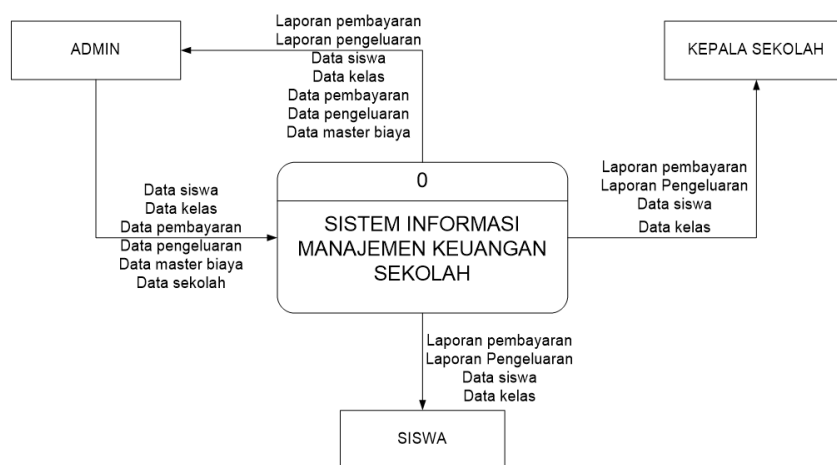 Laporan pembayaran
Laporan pengeluaran
Data siswa
Data kelas
Data pembayaran
Data pengeluaran
Data master biaya
ADMIN
KEPALA SEKOLAH
Data siswa
Data kelas
Data pembayaran
Data pengeluaran
Data master biaya
Data sekolah
0
SISTEM INFORMASI
MANAJEMEN KEUANGAN
SEKOLAH
Laporan pembayaran
Laporan Pengeluaran
Data siswa
Data kelas
Laporan pembayaran
Laporan Pengeluaran
Data siswa
Data kelas
SISWA